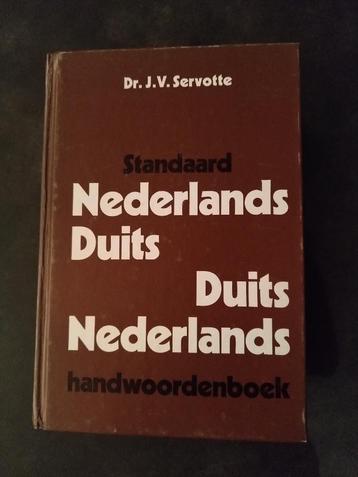 Dr. J.V. Servotte
Standaard
Nederlands
Duits
Duits
Nederlands
handwoordenboek